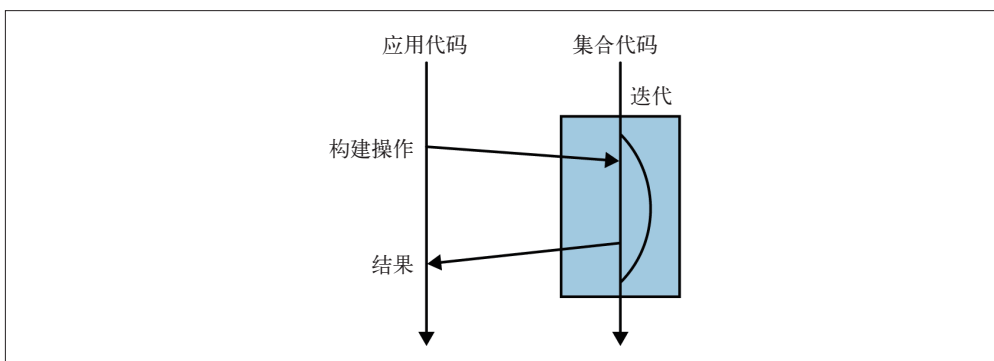 应用代码
集合代码
迭代
构建操作
结果